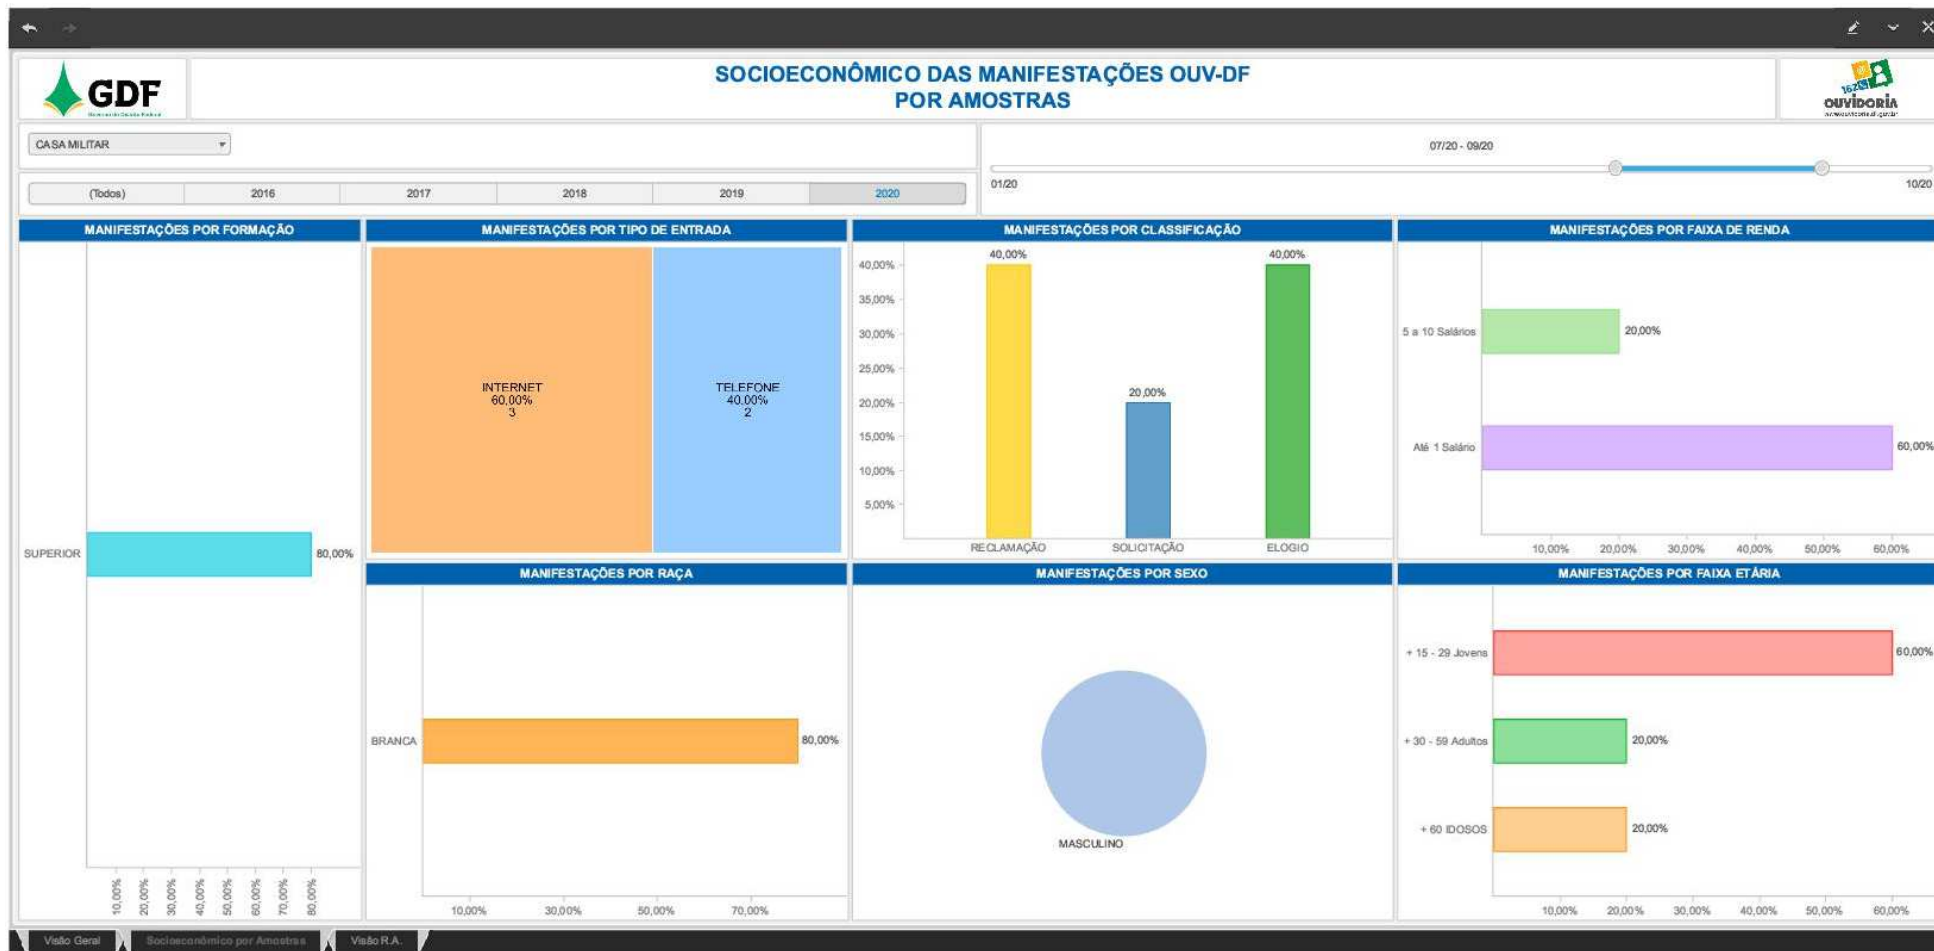 GDF
SOCIOECONÔMICO DAS MANIFESTAÇÕES OUV-DF
POR AMOSTRAS
162
OUVIDORIA
www.ouvidoria.df.gov.br
CASA MILITAR
07/20 - 09/20
01/20
10/20
(Todos)
2016
2017
2018
2019
2020
MANIFESTAÇÕES POR FORMAÇÃO
SUPERIOR
80,00%
10,00%
20,00%
30,00%
40,00%
50,00%
60,00%
70,00%
80,00%
MANIFESTAÇÕES POR TIPO DE ENTRADA
INTERNET
60,00%
3
TELEFONE
40,00%
2
MANIFESTAÇÕES POR CLASSIFICAÇÃO
40,00%
35,00%
30,00%
25,00%
20,00%
15,00%
10,00%
5,00%
40,00%
20,00%
40,00%
RECLAMAÇÃO
SOLICITAÇÃO
ELOGIO
MANIFESTAÇÕES POR FAIXA DE RENDA
5 a 10 Salários
20,00%
Até 1 Salário
60,00%
10,00%
20,00%
30,00%
40,00%
50,00%
60,00%
MANIFESTAÇÕES POR RAÇA
BRANCA
80,00%
10,00%
30,00%
50,00%
70,00%
MANIFESTAÇÕES POR SEXO
MASCULINO
MANIFESTAÇÕES POR FAIXA ETÁRIA
+ 15 - 29 Jovens
60,00%
+ 30 - 59 Adultos
20,00%
+ 60 IDOSOS
20,00%
10,00%
20,00%
30,00%
40,00%
50,00%
60,00%
Visão Geral
Socioeconômico por Amostras
Visão R.A.